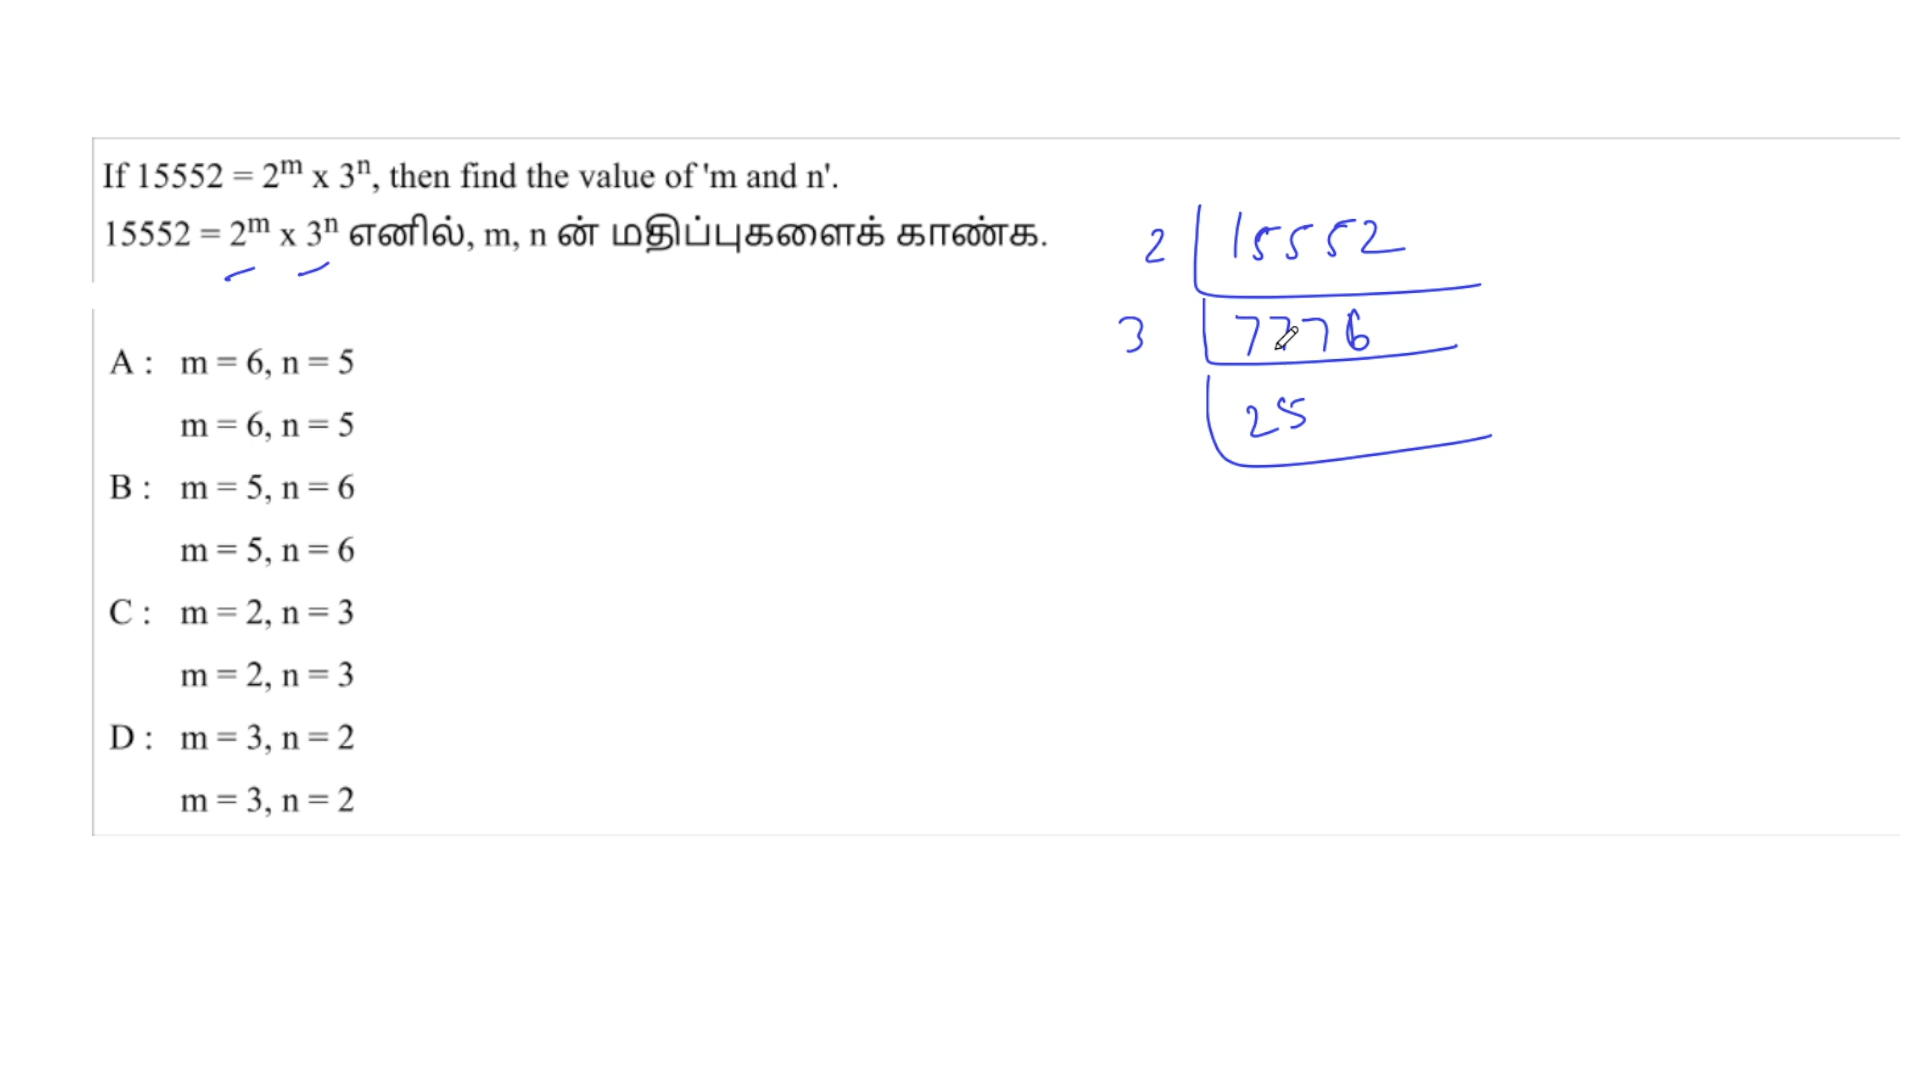 If 15552 = 2ᵐ x 3ⁿ, then find the value of 'm and n'.
15552 = 2ᵐ x 3ⁿ எனில், m, n ன் மதிப்புகளைக் காண்க.
A : m = 6, n = 5
m = 6, n = 5
B : m = 5, n = 6
m = 5, n = 6
C : m = 2, n = 3
m = 2, n = 3
D : m = 3, n = 2
m = 3, n = 2
2 15552
3 7776
25